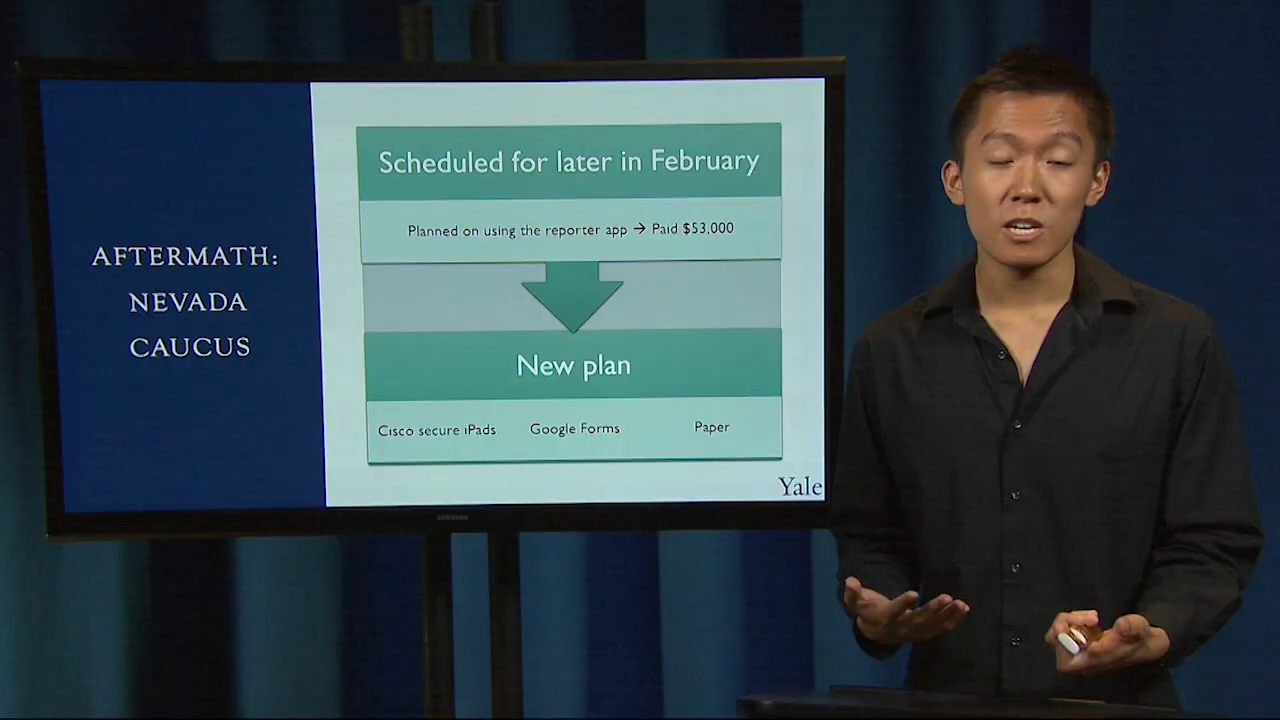 AFTERMATH:
NEVADA
CAUCUS
Scheduled for later in February
Planned on using the reporter app → Paid $53,000
New plan
Cisco secure iPads
Google Forms
Paper
Yale
SAMSUNG